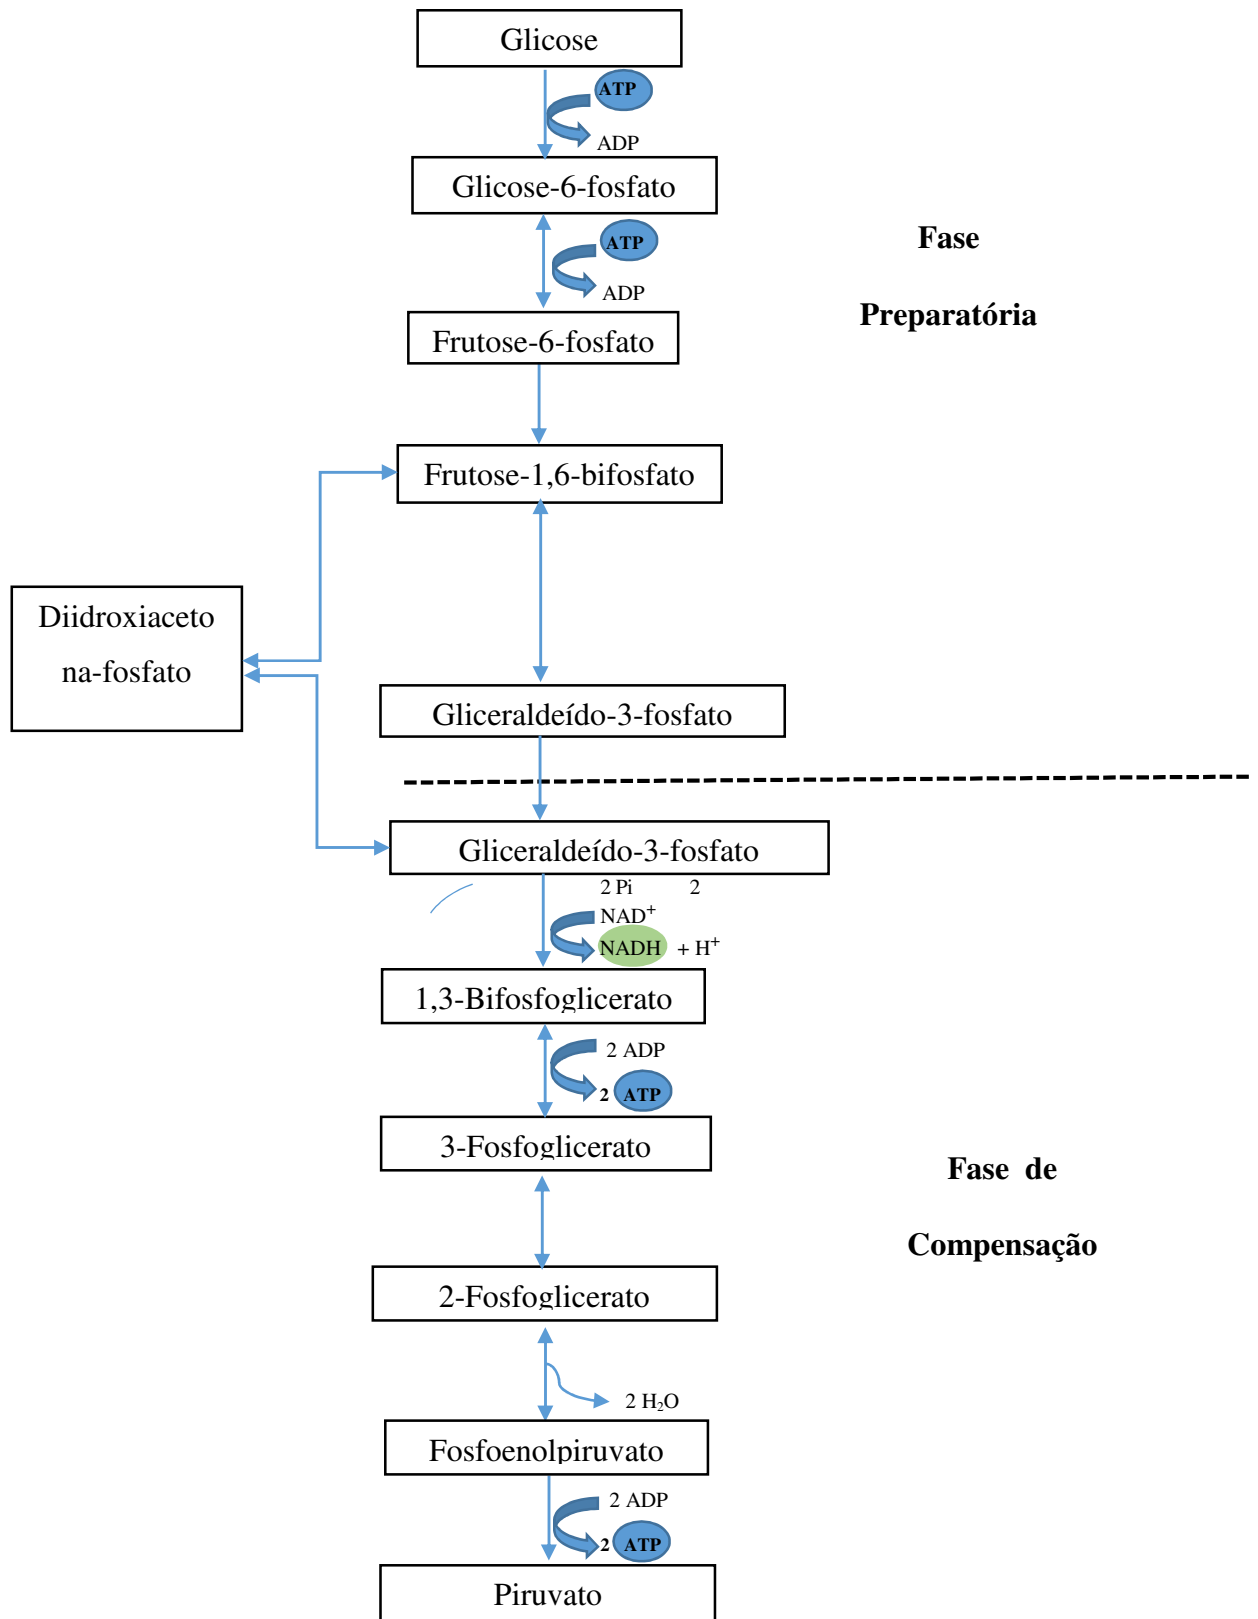 Glicose
ATP
ADP
Glicose-6-fosfato
ATP
ADP
Fase
Preparatória
Frutose-6-fosfato
Frutose-1,6-bifosfato
Diidroxiaceto
na-fosfato
Gliceraldeído-3-fosfato
Gliceraldeído-3-fosfato
2 Pi 2
NAD⁺
NADH + H⁺
1,3-Bifosfoglicerato
2 ADP
2 ATP
3-Fosfoglicerato
Fase de
Compensação
2-Fosfoglicerato
2 H₂O
Fosfoenolpiruvato
2 ADP
2 ATP
Piruvato